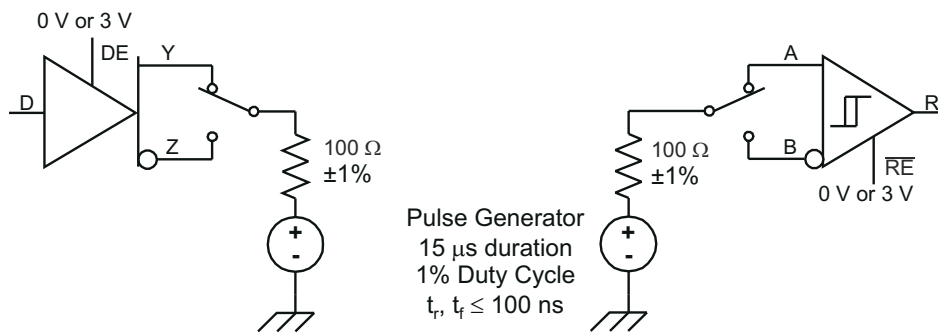 0 V or 3 V
DE
Y
D
Z
100 Ω
±1%
+
-
Pulse Generator
15 μs duration
1% Duty Cycle
tr, tf ≤ 100 ns
A
B
R
100 Ω
±1%
RE
0 V or 3 V
+
-